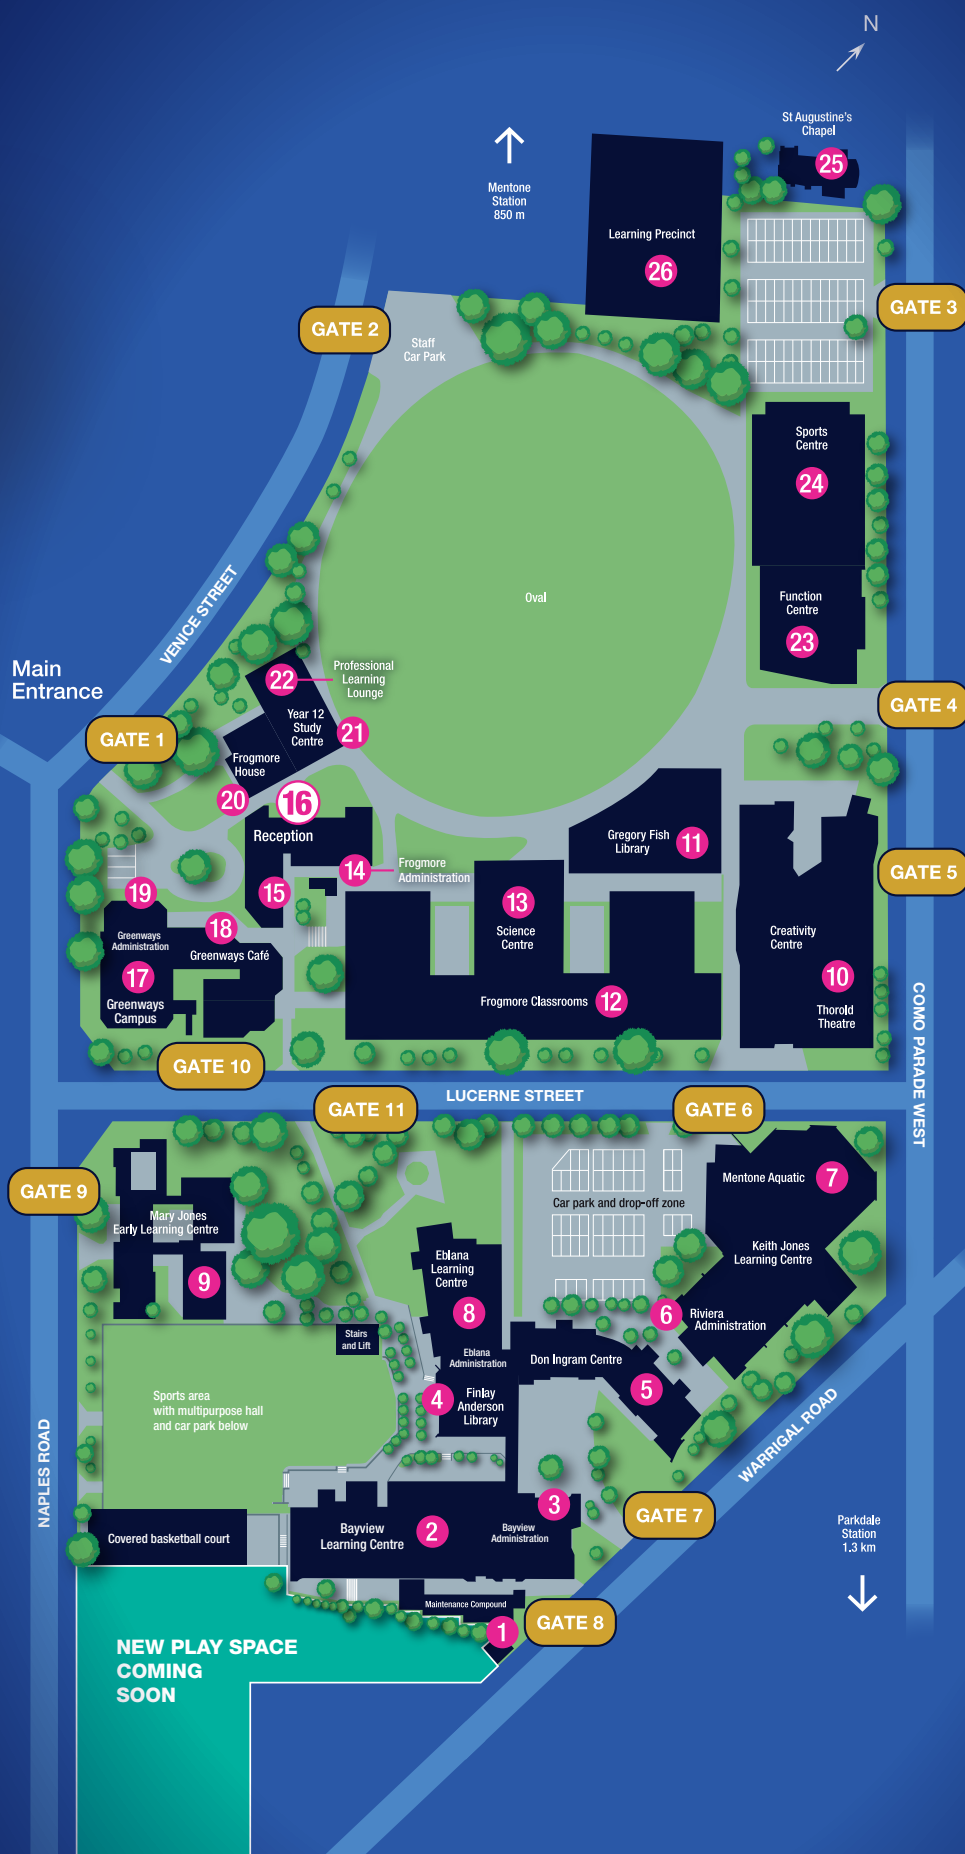 N
St Augustine's
Chapel
25
Mentone
Station
850 m
Learning Precinct
26
GATE 3
GATE 2
Staff
Car Park
Sports
Centre
24
Oval
Function
Centre
23
VENICE STREET
Main
Entrance
Professional
Learning
Lounge
22
Year 12
Study
Centre
21
GATE 4
GATE 1
Frogmore
House
20
16
Reception
Gregory Fish
Library
11
Frogmore
Administration
14
GATE 5
19
15
13
Science
Centre
18
Greenways
Administration
Greenways Café
17
Greenways
Campus
Creativity
Centre
10
Thorold
Theatre
Frogmore Classrooms
12
COMO PARADE WEST
GATE 10
LUCERNE STREET
GATE 11
GATE 6
GATE 9
Mentone Aquatic
7
Car park and drop-off zone
Mary Jones
Early Learning Centre
9
Eblana
Learning
Centre
8
Keith Jones
Learning Centre
6
Riviera
Administration
Stairs
and Lift
Eblana
Administration
Don Ingram Centre
5
4
Finlay
Anderson
Library
Sports area
with multipurpose hall
and car park below
NAPLES ROAD
WARRIGAL ROAD
3
GATE 7
Covered basketball court
Bayview
Learning Centre
2
Bayview
Administration
Parkdale
Station
1.3 km
Maintenance Compound
1
GATE 8
NEW PLAY SPACE
COMING
SOON